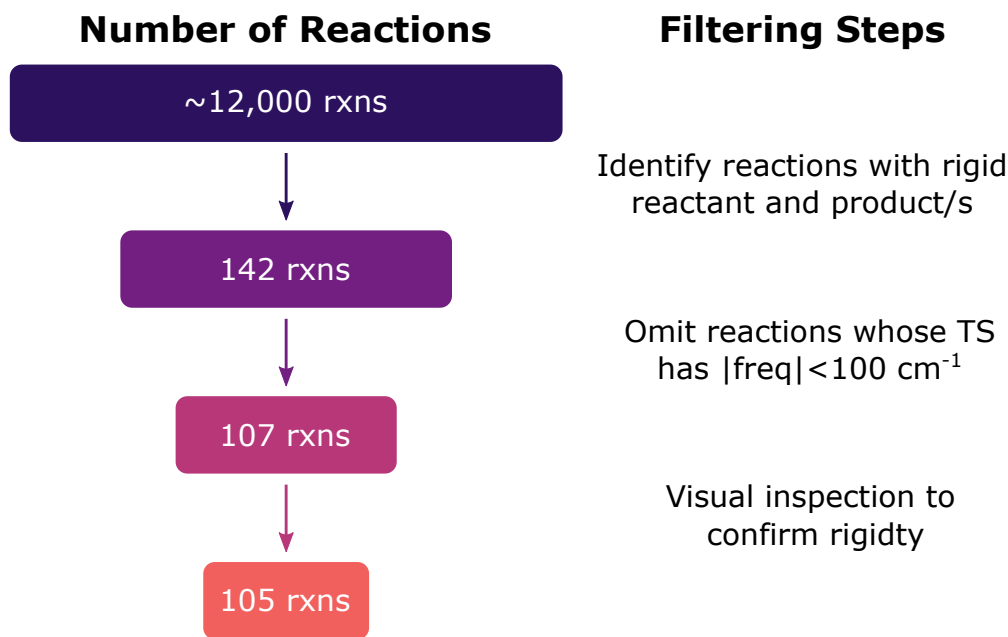 Number of Reactions
Filtering Steps
~12,000 rxns
Identify reactions with rigid
reactant and product/s
142 rxns
Omit reactions whose TS
has |freq|<100 cm⁻¹
107 rxns
Visual inspection to
confirm rigidty
105 rxns